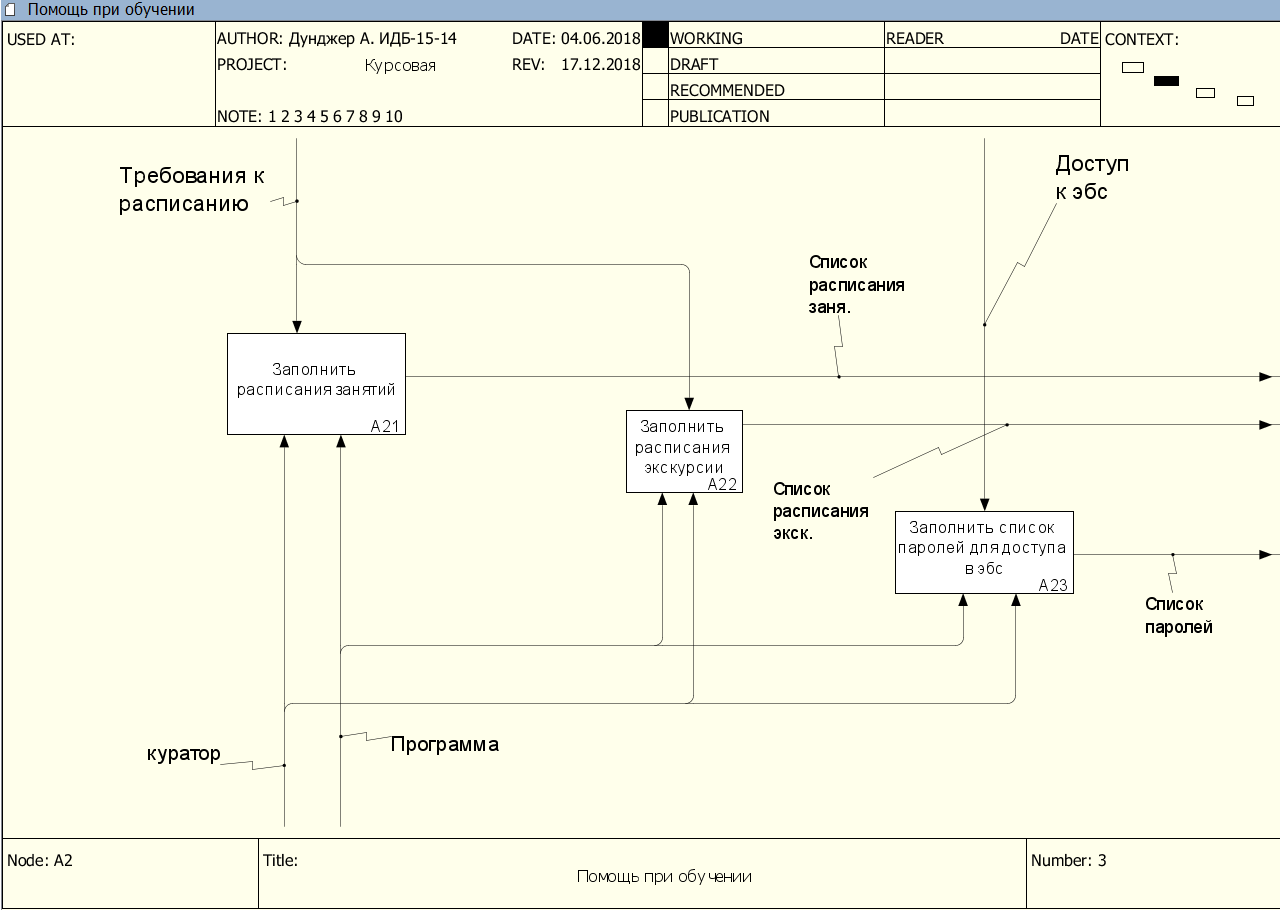 Помощь при обучении
USED AT:
AUTHOR: Дунджер А. ИДБ-15-14
DATE: 04.06.2018
PROJECT: Курсовая
REV: 17.12.2018
NOTE: 1 2 3 4 5 6 7 8 9 10
WORKING
DRAFT
RECOMMENDED
PUBLICATION
READER
DATE
CONTEXT:
Требования к
расписанию
Доступ
к эбс
Список
расписания
заня.
Заполнить
расписания занятий
A21
Заполнить
расписания
экскурсии
A22
Список
расписания
экск.
Заполнить список
паролей для доступа
в эбс
A23
Список
паролей
куратор
Программа
Node: A2
Title:
Помощь при обучении
Number: 3